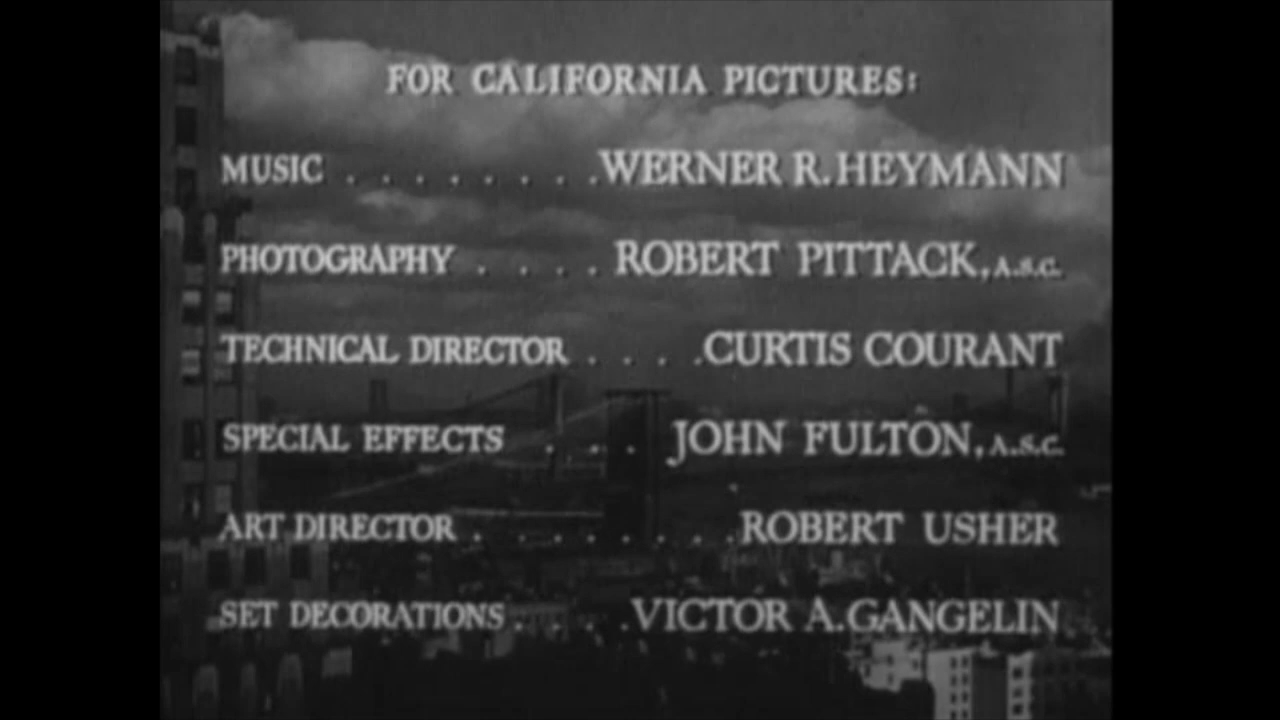 FOR CALIFORNIA PICTURES:
MUSIC . . . . . . . . WERNER R. HEYMANN
PHOTOGRAPHY . . . . ROBERT PITTACK, A.S.C.
TECHNICAL DIRECTOR . . . . CURTIS COURANT
SPECIAL EFFECTS . . . JOHN FULTON, A.S.C.
ART DIRECTOR . . . . . . . ROBERT USHER
SET DECORATIONS . . . . VICTOR A. GANGELIN